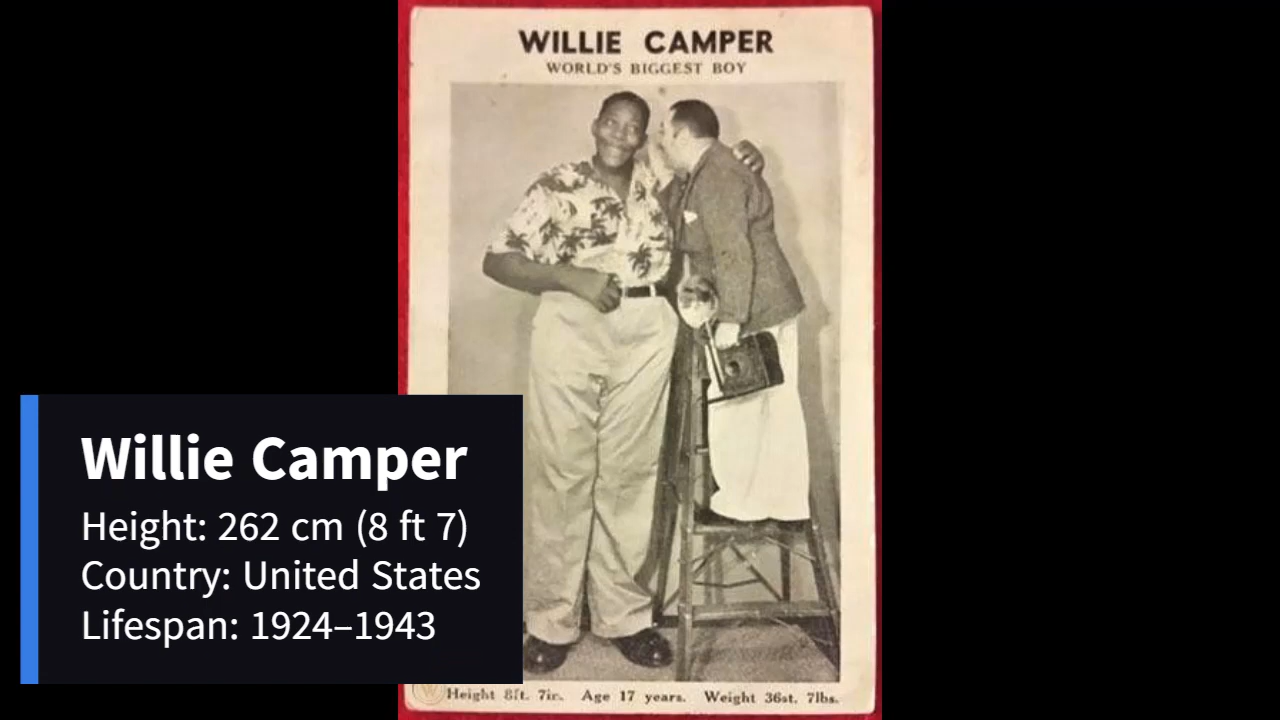 WILLIE CAMPER
WORLD'S BIGGEST BOY
Willie Camper
Height: 262 cm (8 ft 7)
Country: United States
Lifespan: 1924–1943
Height 8ft. 7in. Age 17 years. Weight 36st. 7lbs.